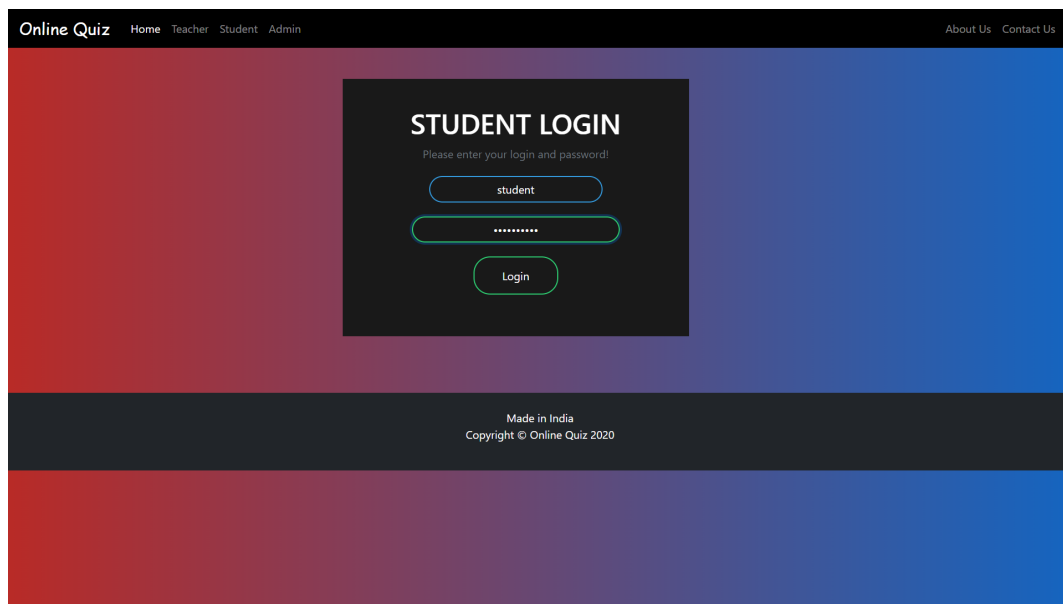 Online Quiz Home Teacher Student Admin About Us Contact Us
STUDENT LOGIN
Please enter your login and password!
student
••••••••••
Login
Made in India
Copyright © Online Quiz 2020